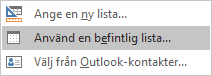 Ange en ny lista...
Använd en befintlig lista...
Välj från Outlook-kontakter...